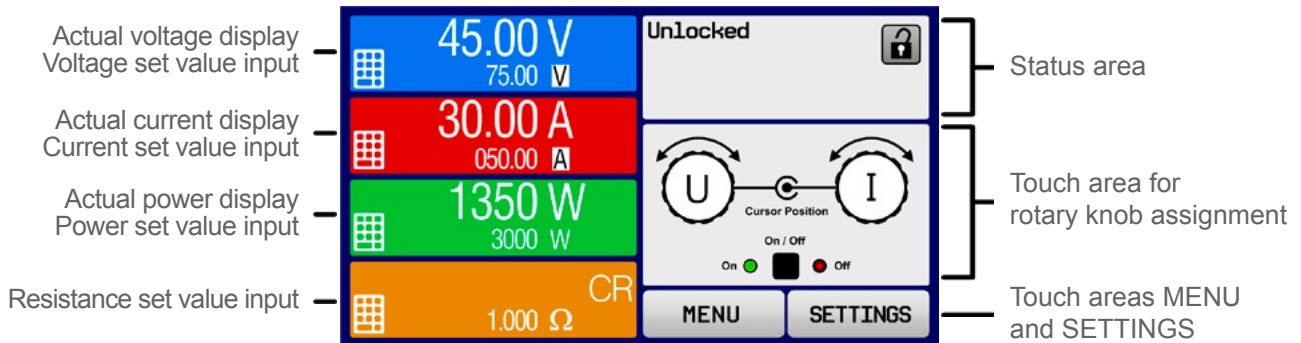 Actual voltage display
Voltage set value input
Actual current display
Current set value input
Actual power display
Power set value input
Resistance set value input
45.00 V
75.00 V
30.00 A
050.00 A
1350 W
3000 W
CR
1.000 Ω
Unlocked
U
I
Cursor Position
On / Off
On
Off
MENU
SETTINGS
Status area
Touch area for
rotary knob assignment
Touch areas MENU
and SETTINGS